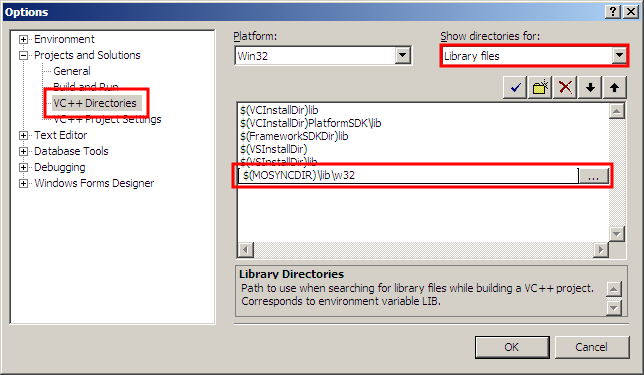 Options
Environment
Projects and Solutions
General
Build and Run
VC++ Directories
VC++ Project Settings
Text Editor
Database Tools
Debugging
Windows Forms Designer
Platform:
Win32
Show directories for:
Library files
$(VCInstallDir)lib
$(VCInstallDir)PlatformSDK\lib
$(FrameworkSDKDir)lib
$(VSInstallDir)
$(VSInstallDir)lib
$(MOSYNCDIR)\lib\w32
...
Library Directories
Path to use when searching for library files while building a VC++ project.
Corresponds to environment variable LIB.
OK
Cancel